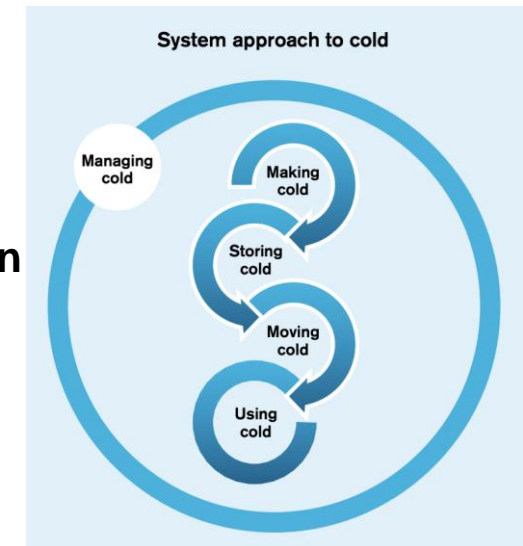 System approach to cold
Managing
cold
Making
cold
Storing
cold
n
Moving
cold
Using
cold